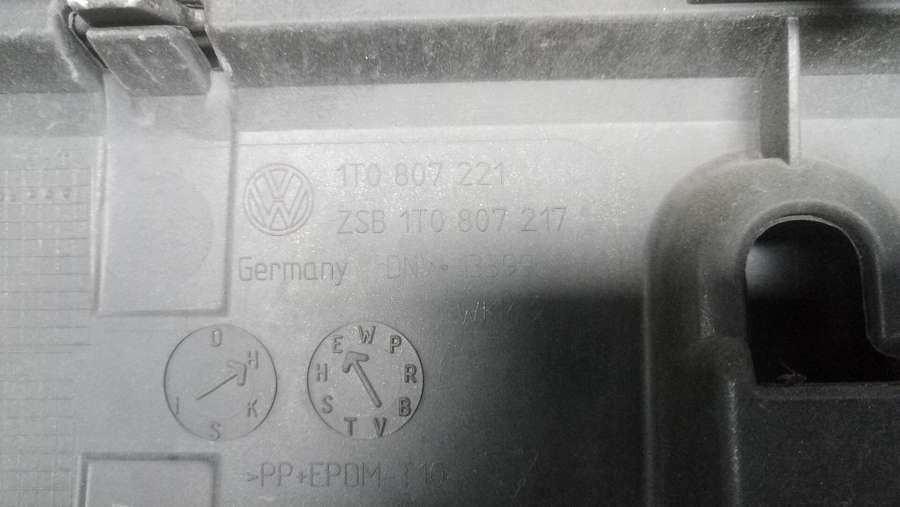 1T0 807 221
ZSB 1T0 807 217
Germany
O
H
I
K
S
W
E
P
H
R
S
B
T
V
>PP+EPDM-T10